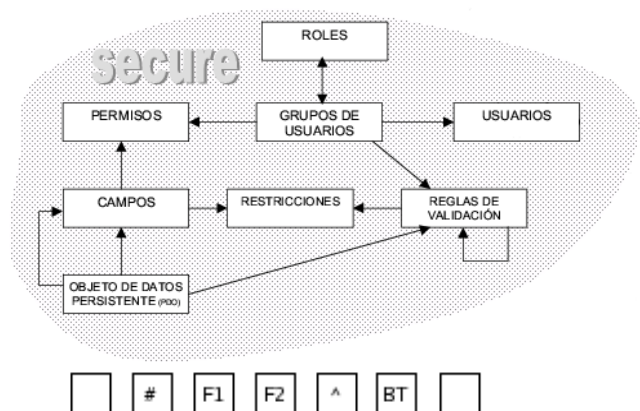 secure
ROLES
PERMISOS
GRUPOS DE
USUARIOS
USUARIOS
CAMPOS
RESTRICCIONES
REGLAS DE
VALIDACIÓN
OBJETO DE DATOS
PERSISTENTE (PDO)
# F1 F2 ^ BT